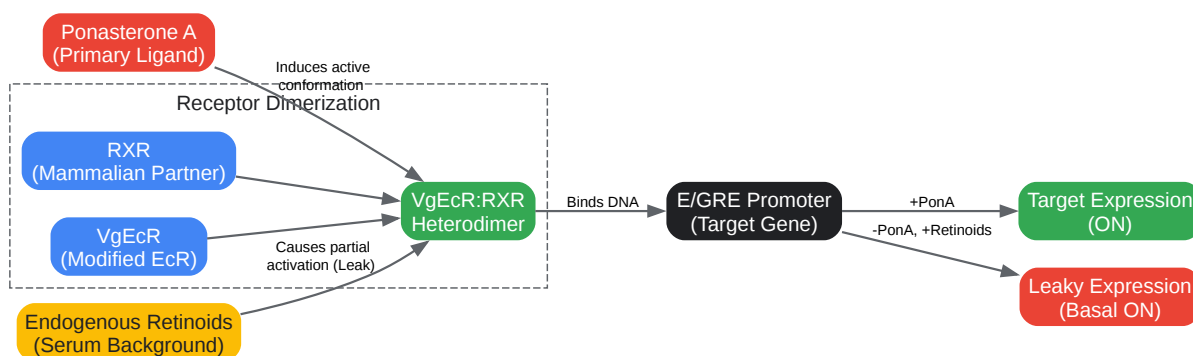 Ponasterone A
(Primary Ligand)
Induces active
conformation
Receptor Dimerization
RXR
(Mammalian Partner)
VgEcR
(Modified EcR)
VgEcR:RXR
Heterodimer
Causes partial
activation (Leak)
Endogenous Retinoids
(Serum Background)
Binds DNA
E/GRE Promoter
(Target Gene)
+PonA
-PonA, +Retinoids
Target Expression
(ON)
Leaky Expression
(Basal ON)